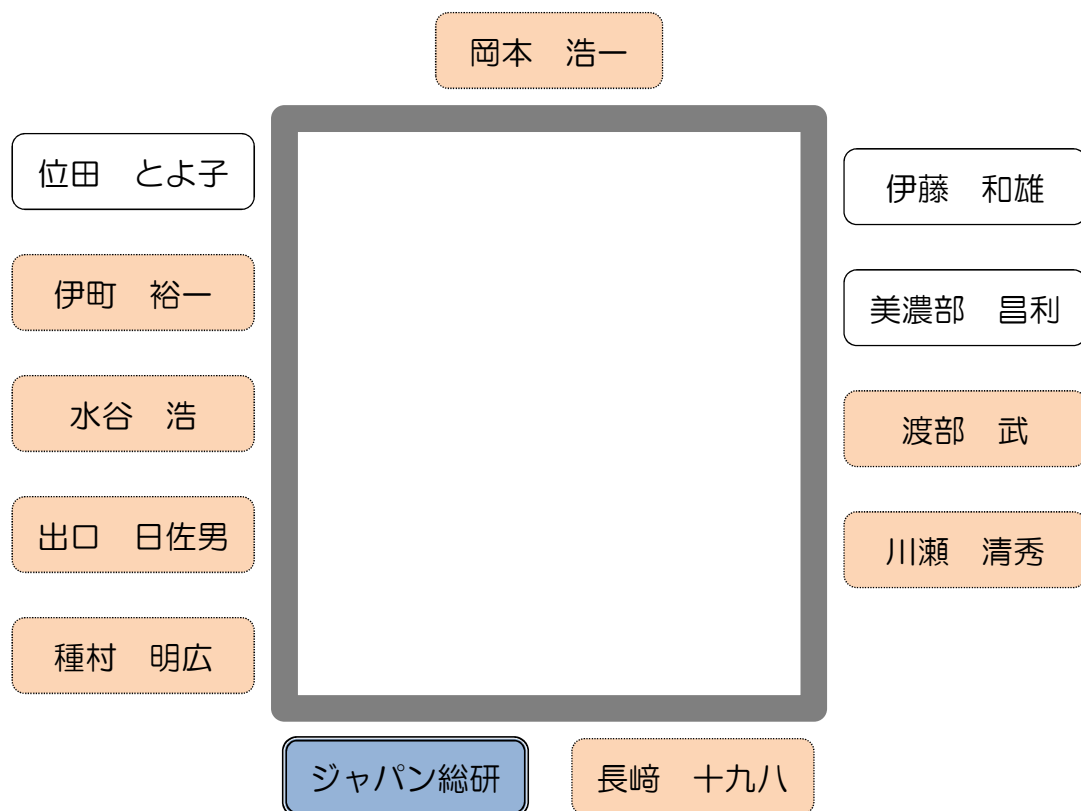 岡本　浩一
位田　とよ子
伊藤　和雄
伊町　裕一
美濃部　昌利
水谷　浩
渡部　武
出口　日佐男
川瀬　清秀
種村　明広
ジャパン総研
長﨑　十九八